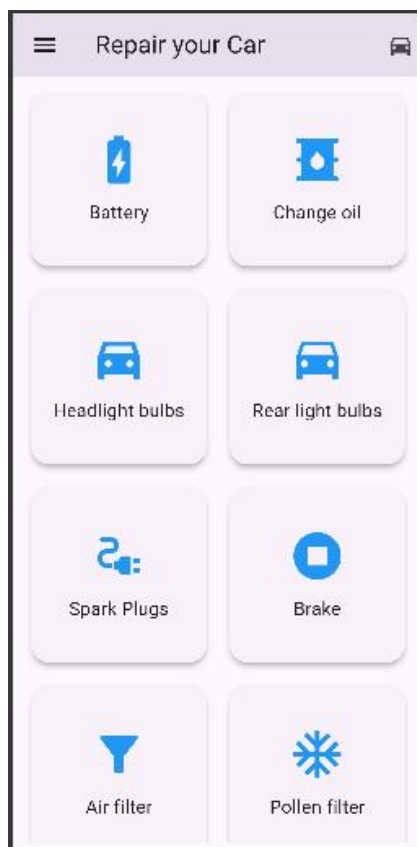 Repair your Car
Battery
Change oil
Headlight bulbs
Rear light bulbs
Spark Plugs
Brake
Air filter
Pollen filter